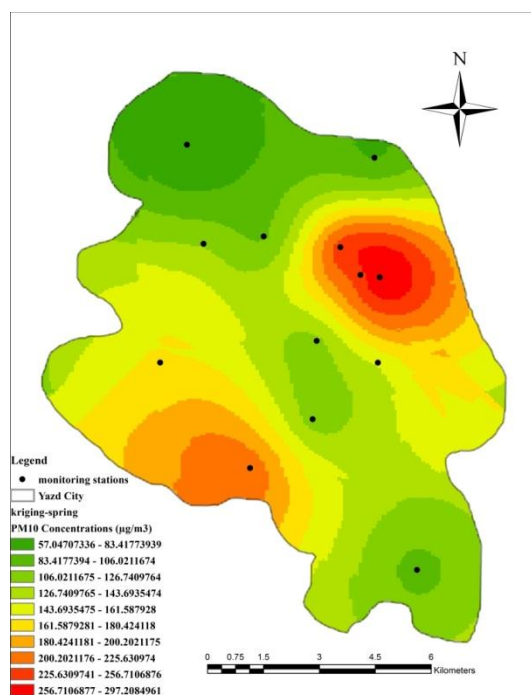 N
Legend
monitoring stations
Yazd City
kriging-spring
PM10 Concentrations (µg/m3)
57.04707336 - 83.41773939
83.4177394 - 106.0211674
106.0211675 - 126.7409764
126.7409765 - 143.6935474
143.6935475 - 161.587928
161.5879281 - 180.424118
180.4241181 - 200.2021175
200.2021176 - 225.630974
225.6309741 - 256.7106876
256.7106877 - 297.2084961
0 0.75 1.5 3 4.5 6
Kilometers